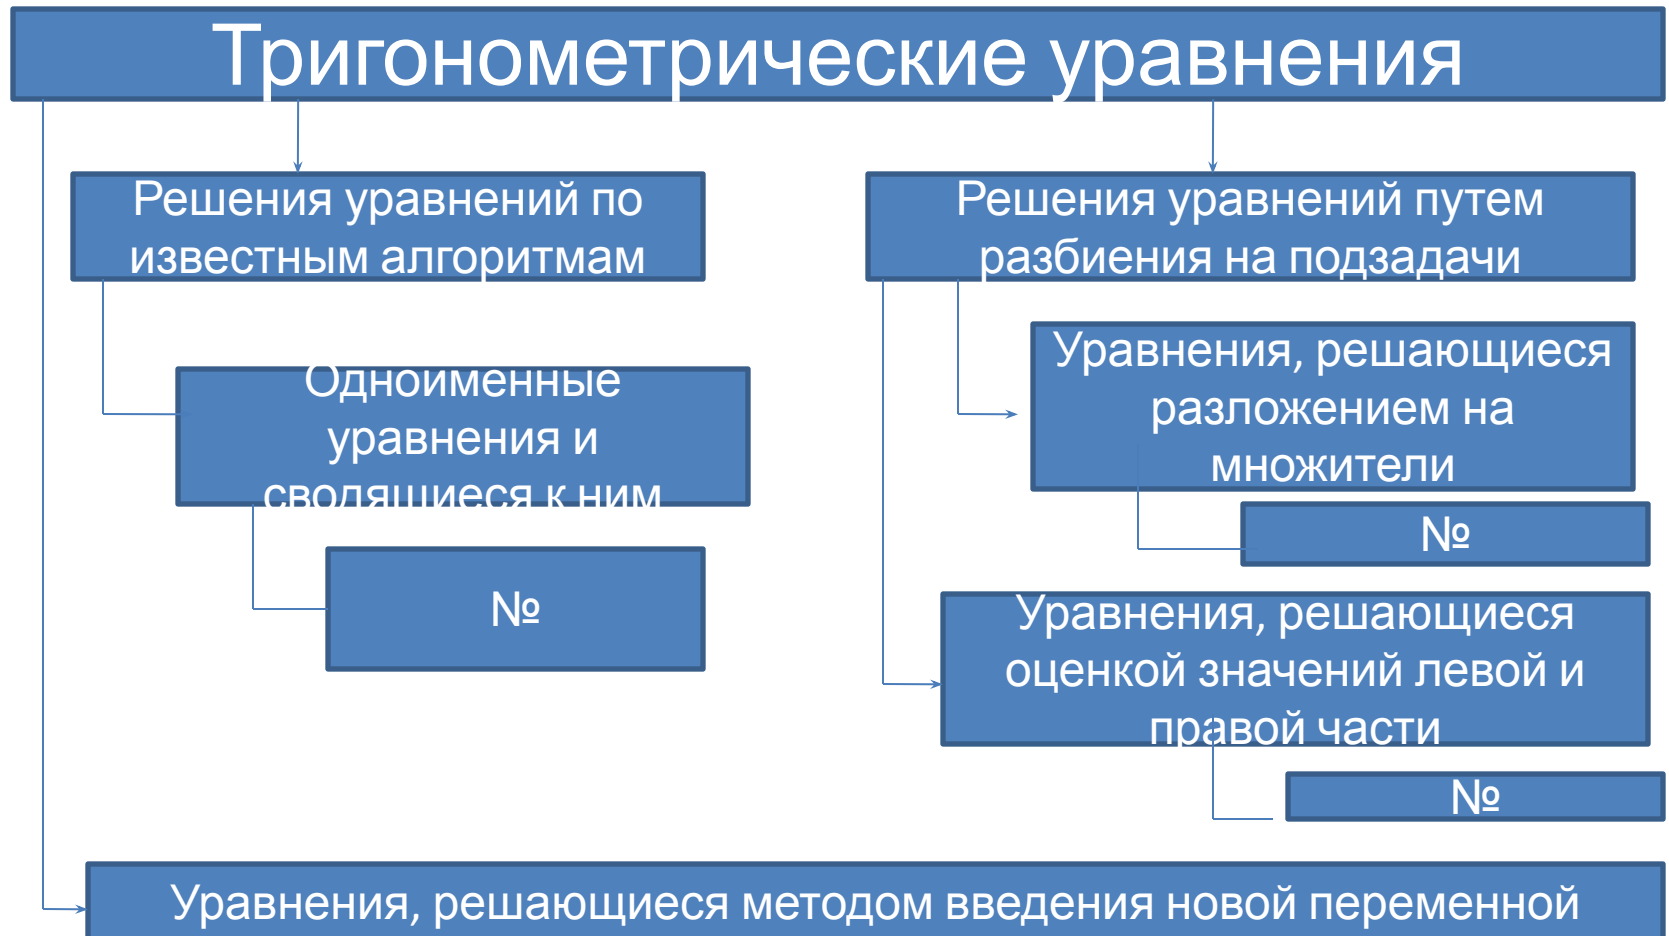 Тригонометрические уравнения
Решения уравнений по
известным алгоритмам
Одноименные
уравнения и
сводящиеся к ним
№
Решения уравнений путем
разбиения на подзадачи
Уравнения, решающиеся
разложением на
множители
№
Уравнения, решающиеся
оценкой значений левой и
правой части
№
Уравнения, решающиеся методом введения новой переменной